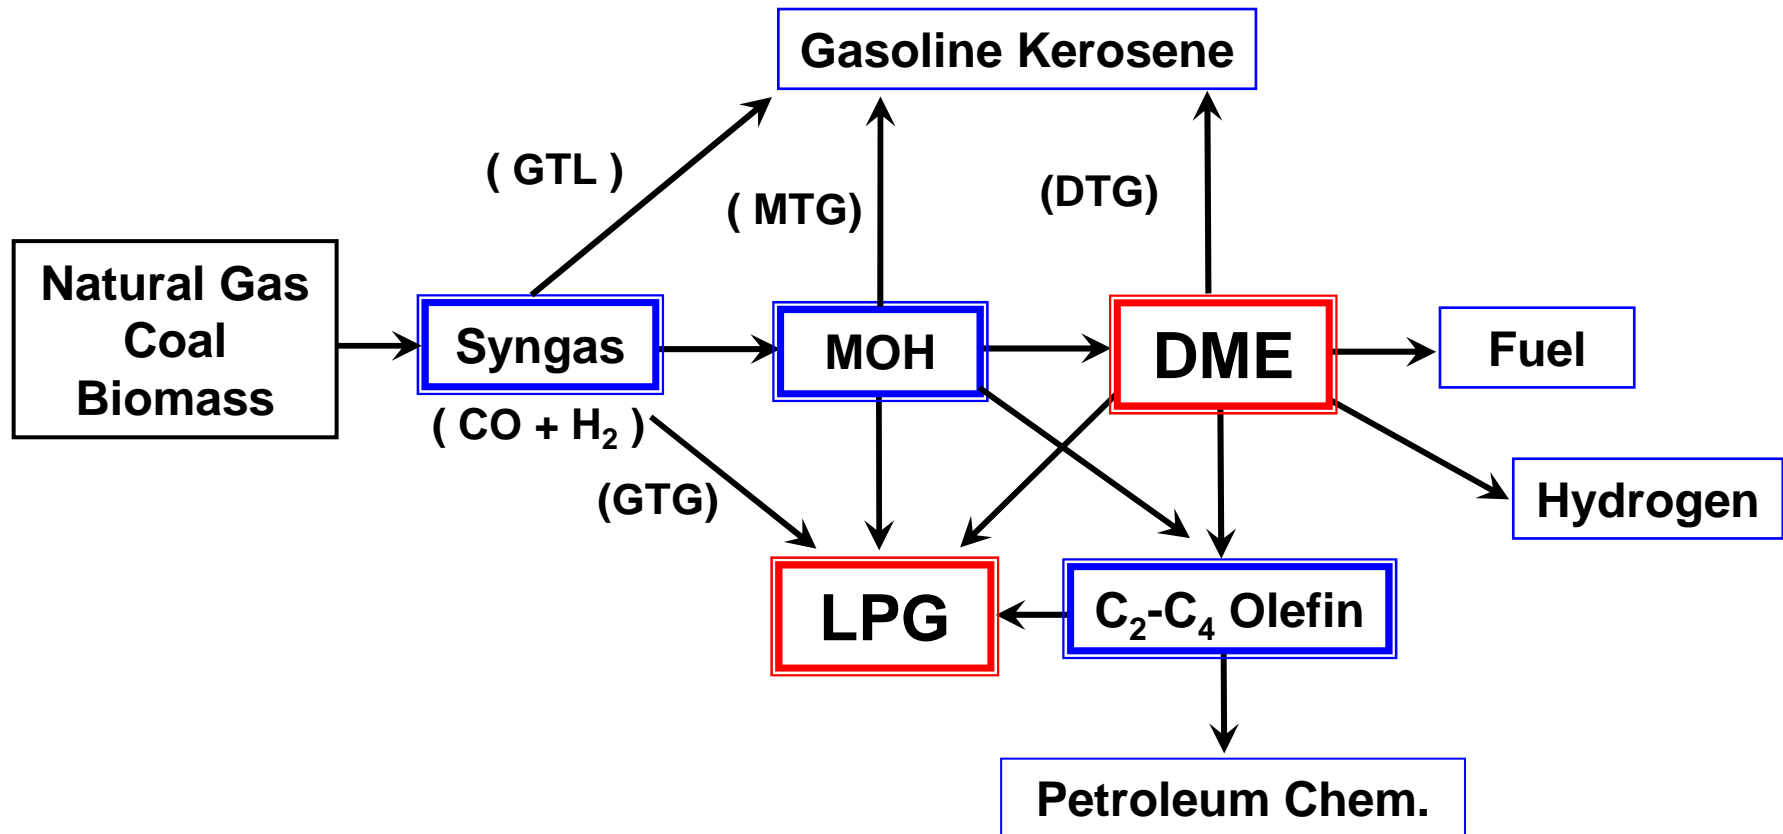 Gasoline Kerosene
( GTL )
( MTG)
(DTG)
Natural Gas
Coal
Biomass
Syngas
MOH
DME
Fuel
( CO + H₂ )
(GTG)
Hydrogen
LPG
C₂-C₄ Olefin
Petroleum Chem.